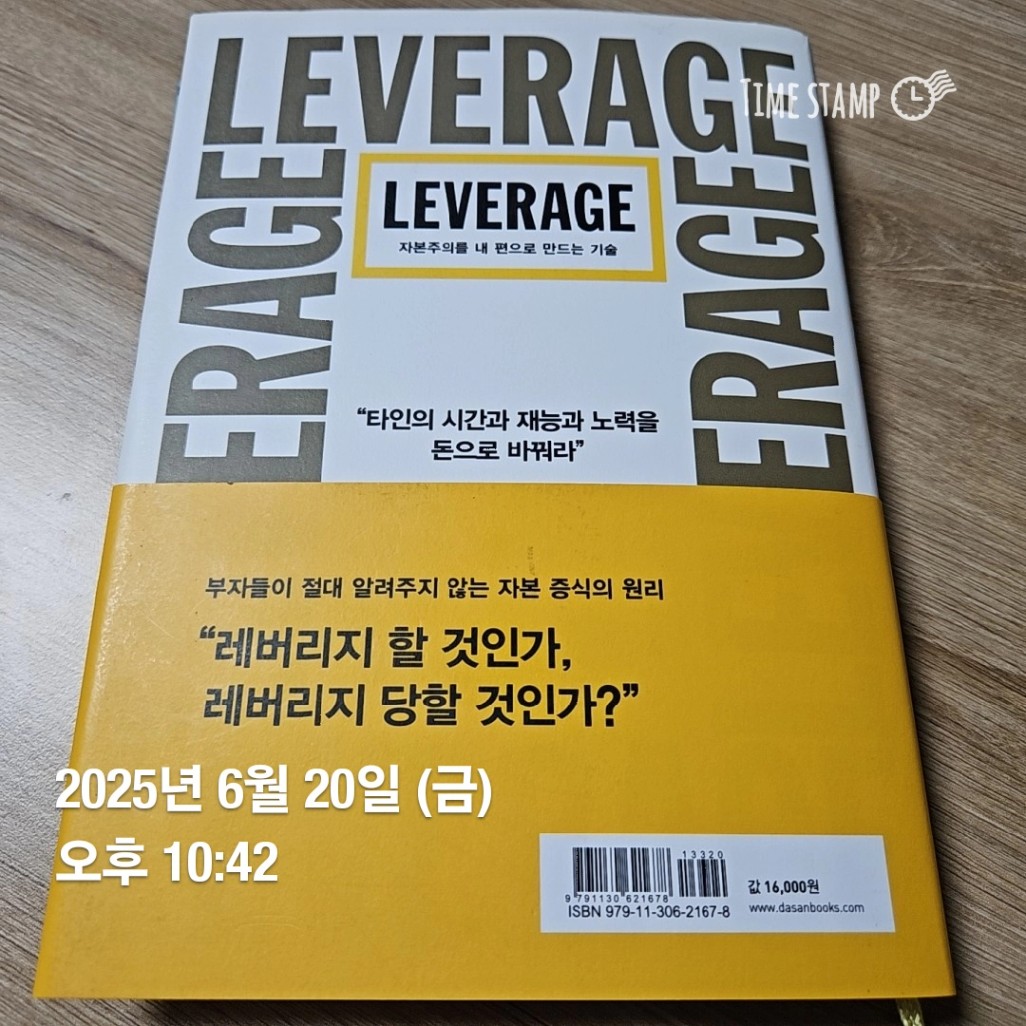 LEVERAGE
ERAGE
ERAGE
TIME STAMP
LEVERAGE
자본주의를 내 편으로 만드는 기술
“타인의 시간과 재능과 노력을
돈으로 바꿔라”
부자들이 절대 알려주지 않는 자본 증식의 원리
“레버리지 할 것인가,
레버리지 당할 것인가?”
2025년 6월 20일 (금)
오후 10:42
13320
9 791130 621678
ISBN 979-11-306-2167-8
값 16,000원
www.dasanbooks.com